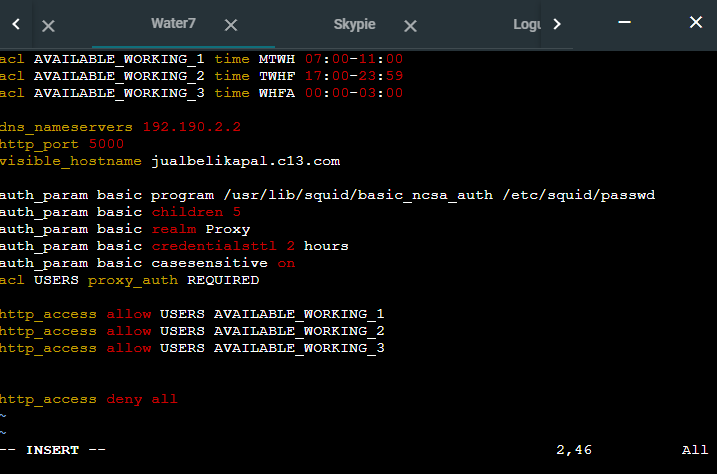 Water7
Skypie
Logu
acl AVAILABLE_WORKING_1 time MTWH 07:00-11:00
acl AVAILABLE_WORKING_2 time TWHF 17:00-23:59
acl AVAILABLE_WORKING_3 time WHFA 00:00-03:00
dns_nameservers 192.190.2.2
http_port 5000
visible_hostname jualbelikapal.c13.com
auth_param basic program /usr/lib/squid/basic_ncsa_auth /etc/squid/passwd
auth_param basic children 5
auth_param basic realm Proxy
auth_param basic credentialsttl 2 hours
auth_param basic casesensitive on
acl USERS proxy_auth REQUIRED
http_access allow USERS AVAILABLE_WORKING_1
http_access allow USERS AVAILABLE_WORKING_2
http_access allow USERS AVAILABLE_WORKING_3
http_access deny all
~
~
-- INSERT -- 2,46 All